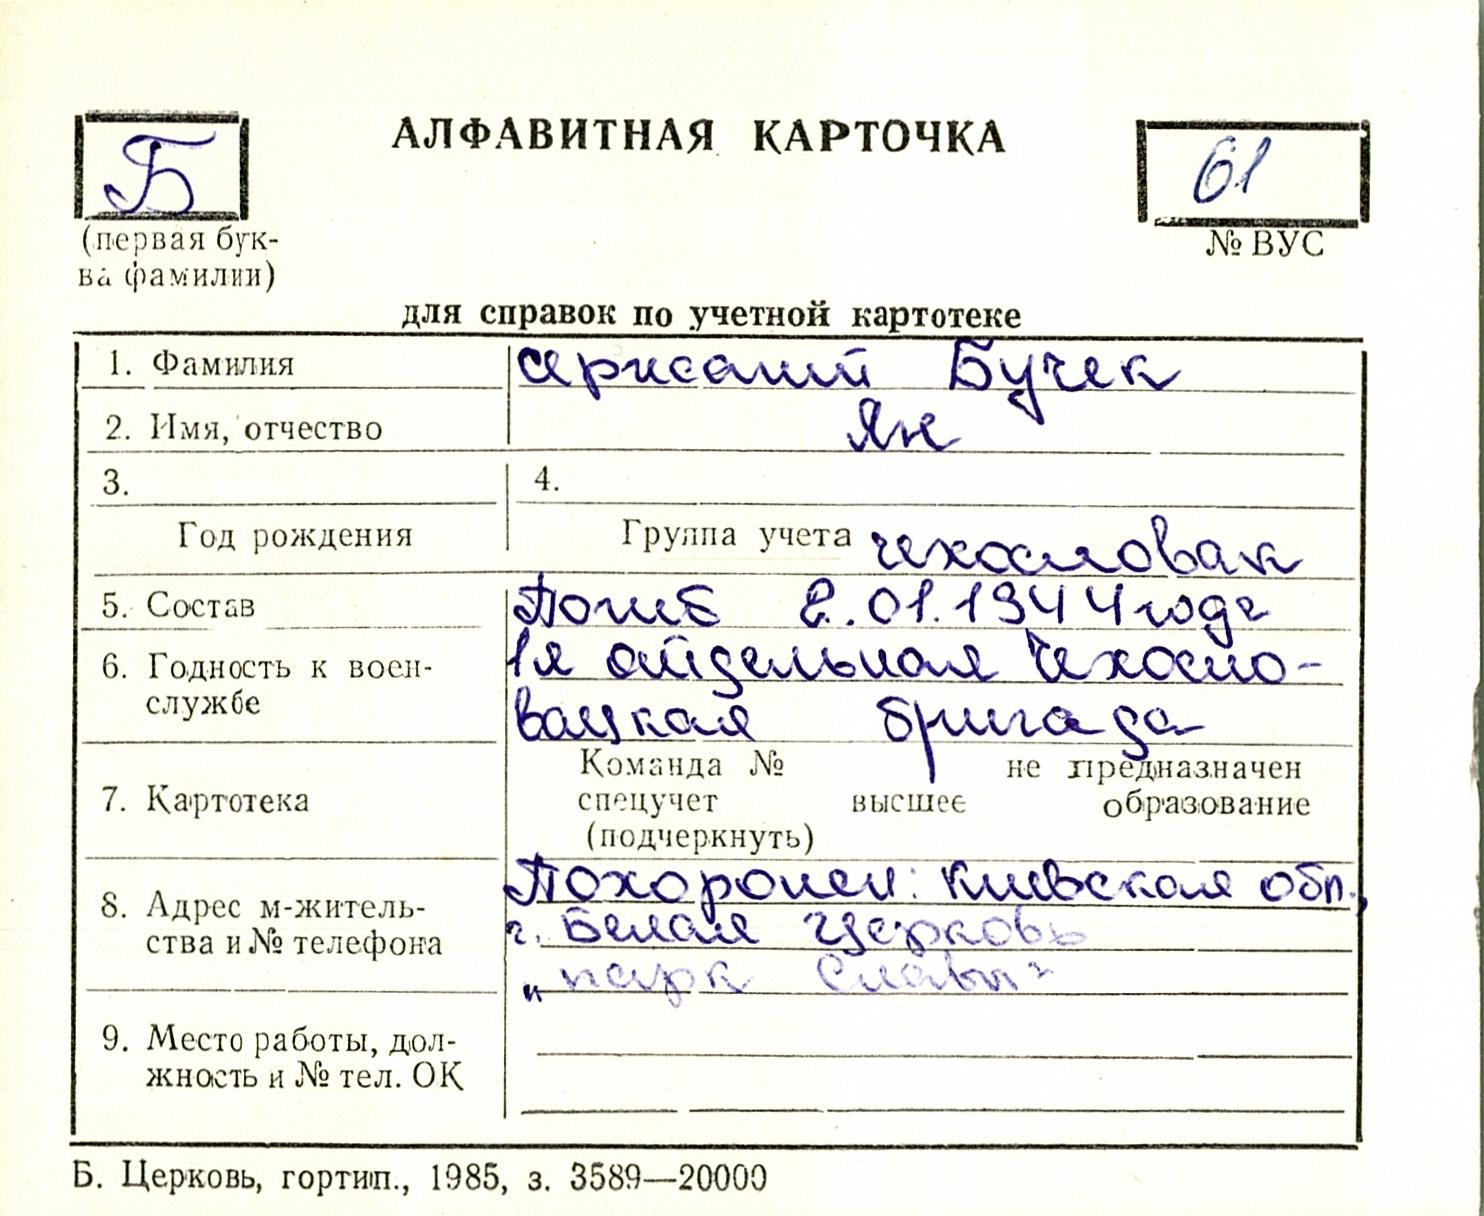 АЛФАВИТНАЯ КАРТОЧКА
Б
61
(первая бук-
ва фамилии)
№ ВУС
для справок по учетной картотеке
1. Фамилия сержант Бучек
2. Имя, отчество Ян
3. 4.
Год рождения Группа учета чехословак
5. Состав Погиб 2.01.1944 года
6. Годность к воен- 1я отдельная Чехосло-
службе вацкая бригада
Команда № не предназначен
7. Картотека спецучет высшее образование
(подчеркнуть)
Похоронен: Киевская обл.,
8. Адрес м-житель- г. Белая Церковь
ства и № телефона „парк Славы"
9. Место работы, дол-
жность и № тел. ОК
Б. Церковь, гортип., 1985, з. 3589—20000